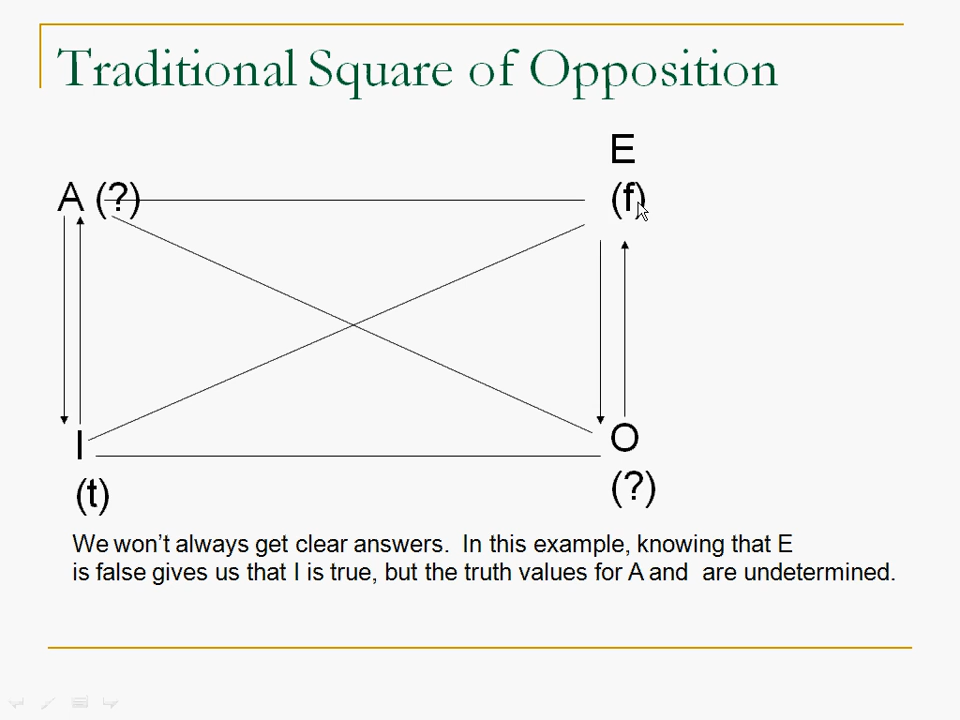 Traditional Square of Opposition
E
A (?)
(f)
I
O
(t)
(?)
We won't always get clear answers.  In this example, knowing that E
is false gives us that I is true, but the truth values for A and  are undetermined.